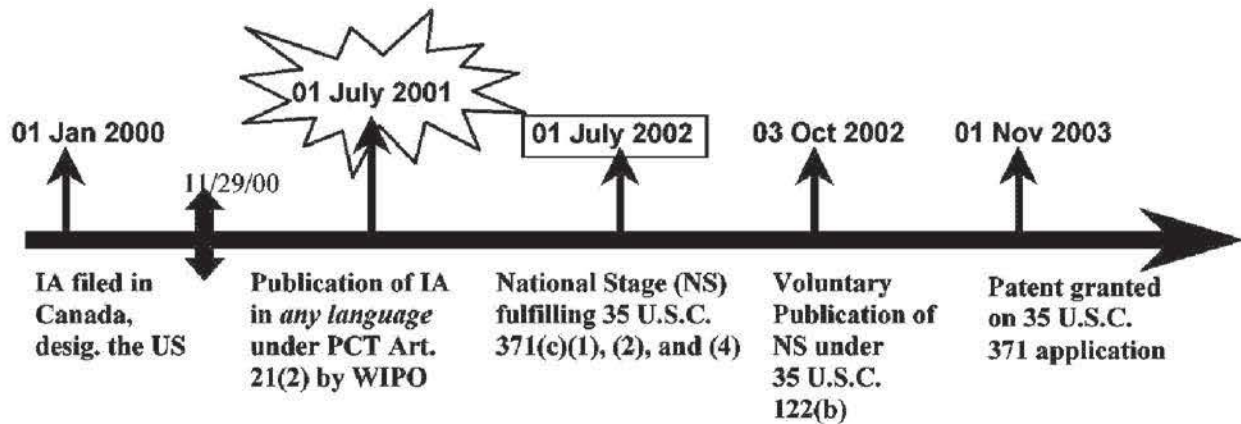 01 July 2001
01 Jan 2000
01 July 2002
03 Oct 2002
01 Nov 2003
11/29/00
IA filed in
Canada,
desig. the US
Publication of IA
in any language
under PCT Art.
21(2) by WIPO
National Stage (NS)
fulfilling 35 U.S.C.
371(c)(1), (2), and (4)
Voluntary
Publication of
NS under
35 U.S.C.
122(b)
Patent granted
on 35 U.S.C.
371 application